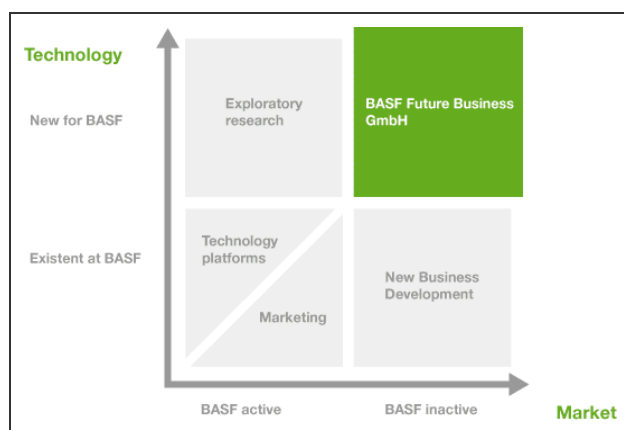 Technology
New for BASF
Exploratory
research
BASF Future Business
GmbH
Existent at BASF
Technology
platforms
Marketing
New Business
Development
BASF active
BASF inactive
Market